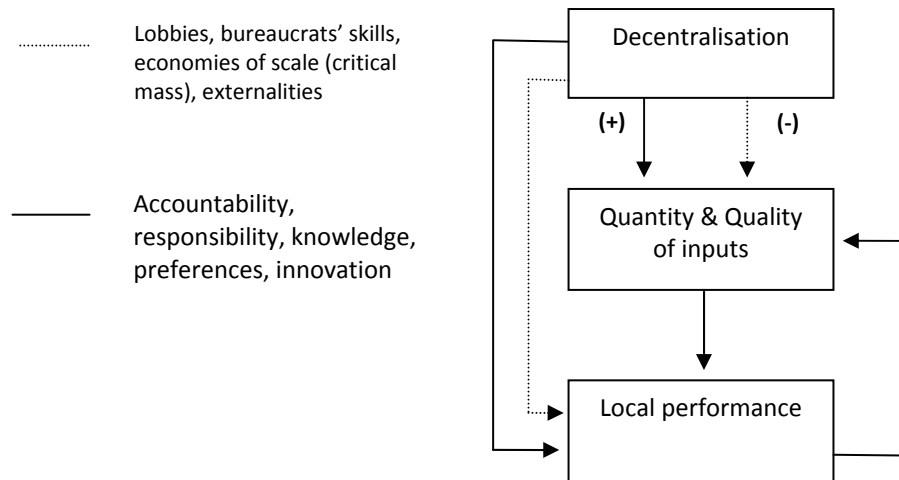 Lobbies, bureaucrats’ skills,
economies of scale (critical
mass), externalities
Accountability,
responsibility, knowledge,
preferences, innovation
Decentralisation
(+)
(-)
Quantity & Quality
of inputs
Local performance